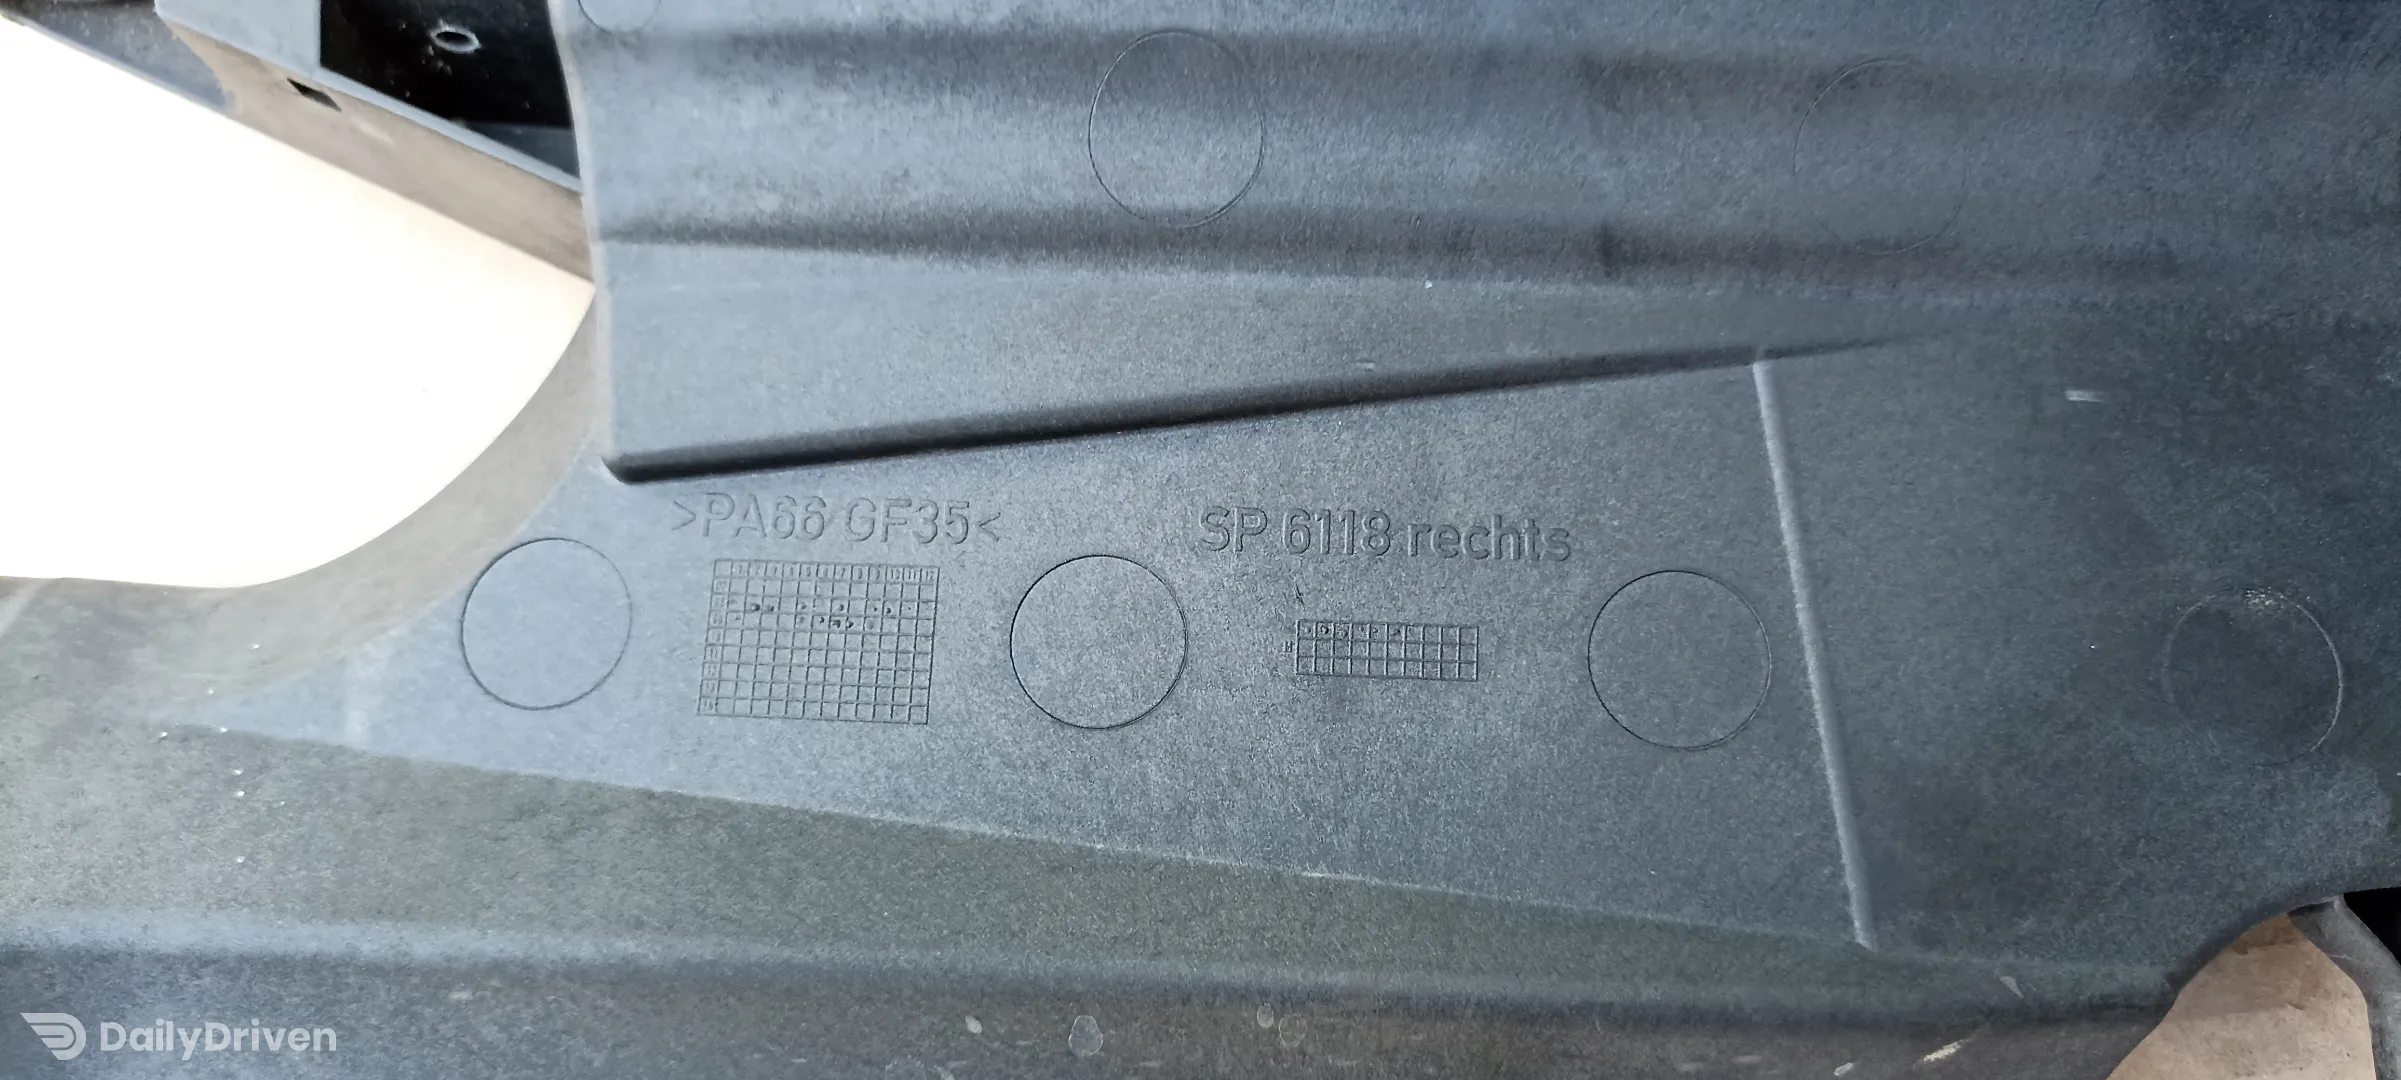 >PA66 GF35<
SP 6118 rechts
DailyDriven